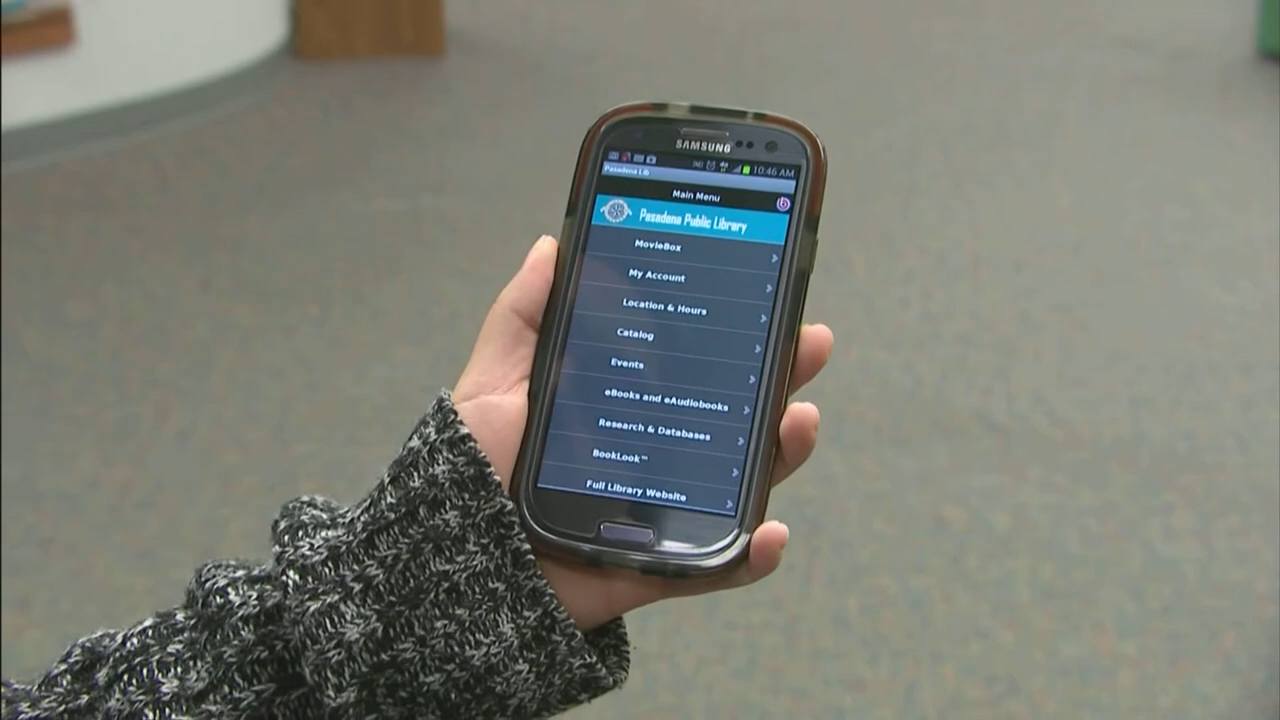 SAMSUNG
10:46 AM
Pasadena Lib
Main Menu
Pasadena Public Library
MovieBox
My Account
Location & Hours
Catalog
Events
eBooks and eAudiobooks
Research & Databases
BookLook™
Full Library Website